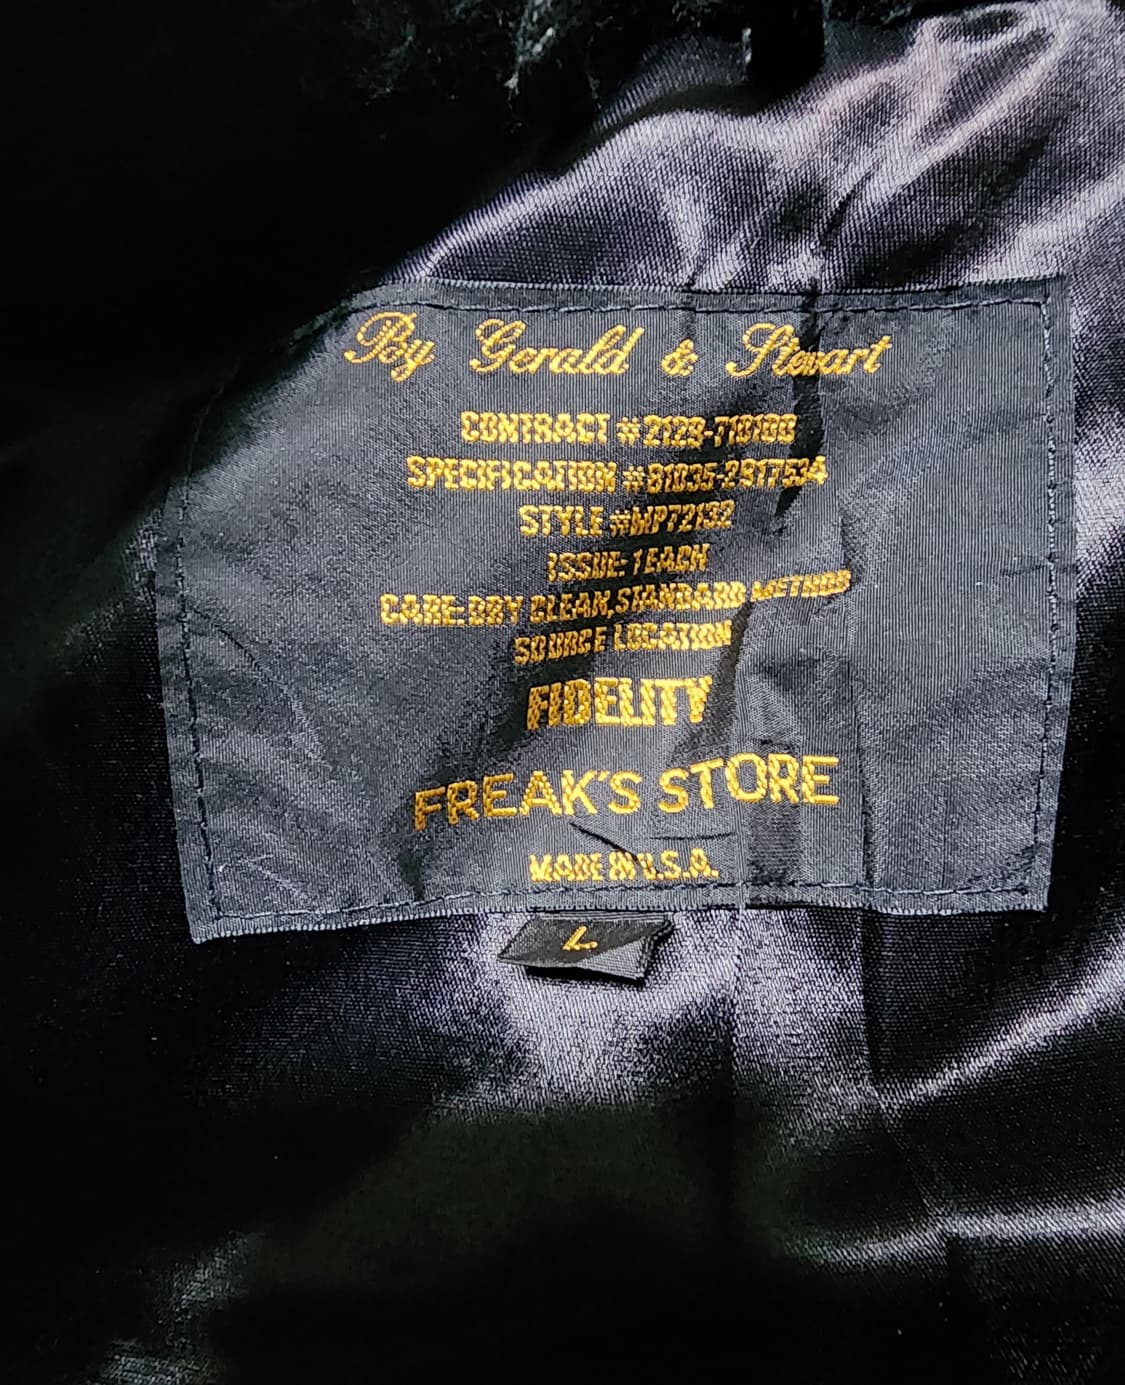 By Gerald & Stewart
CONTRACT #2129-710100
SPECIFICATION #81035-2917534
STYLE #MP72132
ISSUE: 1 EACH
CARE: DRY CLEAN, STANDARD METHOD
SOURCE LOCATION
FIDELITY
FREAK'S STORE
MADE IN U.S.A.
L